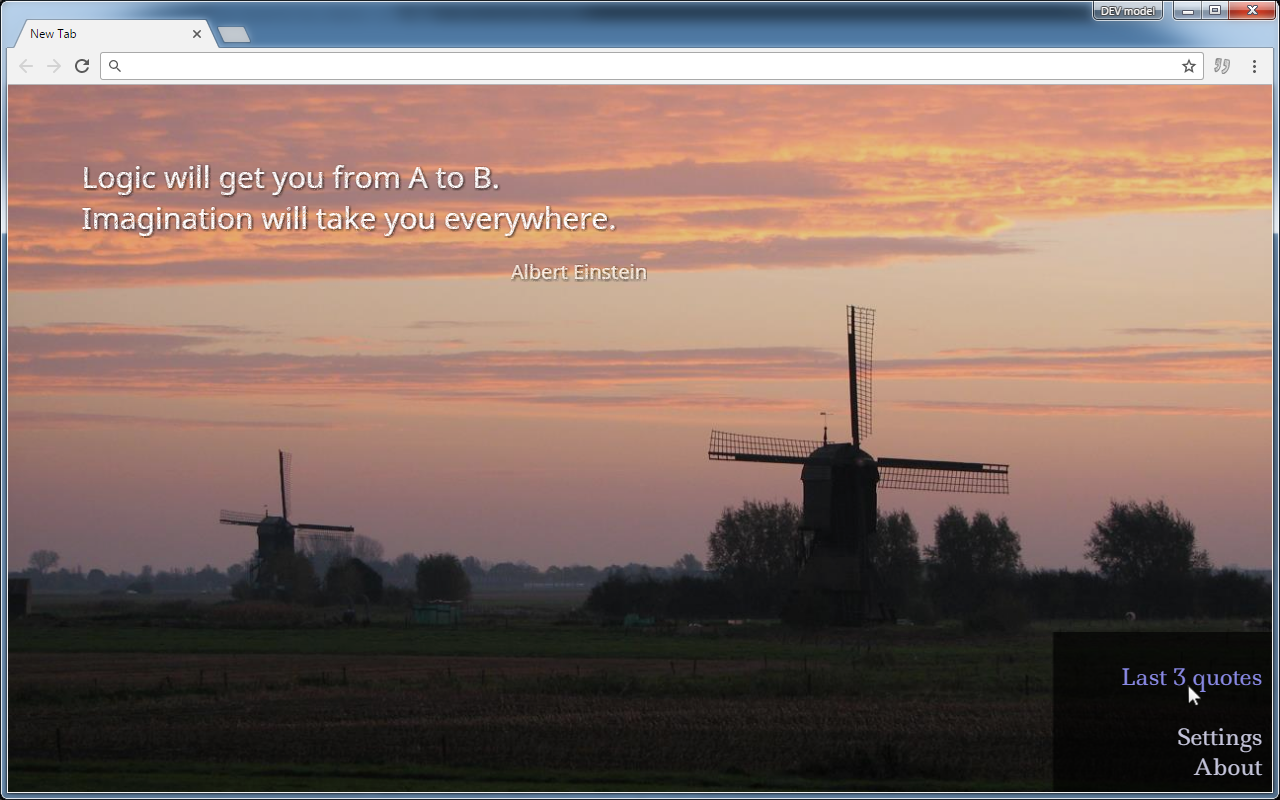 DEV model
New Tab
Logic will get you from A to B.
Imagination will take you everywhere.
Albert Einstein
Last 3 quotes
Settings
About